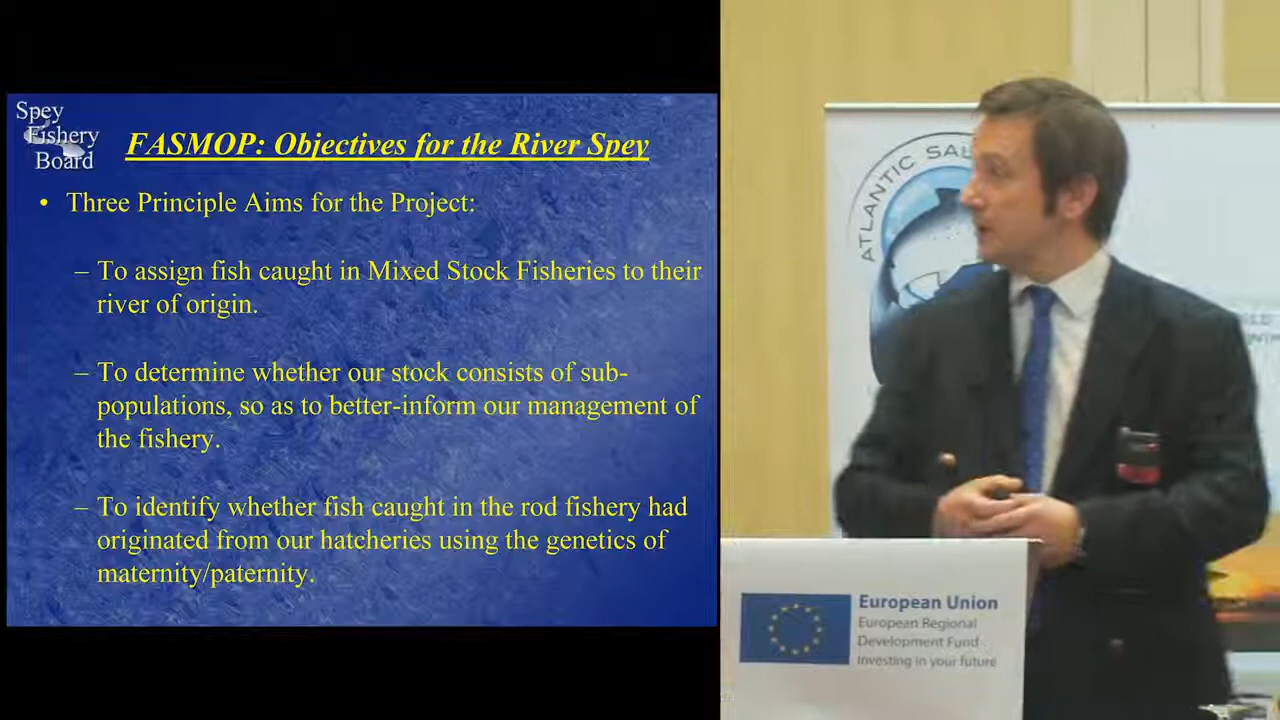 Spey
Fishery
Board
FASMOP: Objectives for the River Spey
• Three Principle Aims for the Project:
– To assign fish caught in Mixed Stock Fisheries to their
river of origin.
– To determine whether our stock consists of sub-
populations, so as to better-inform our management of
the fishery.
– To identify whether fish caught in the rod fishery had
originated from our hatcheries using the genetics of
maternity/paternity.
ATLANTIC SAL
European Union
European Regional
Development Fund
Investing in your future